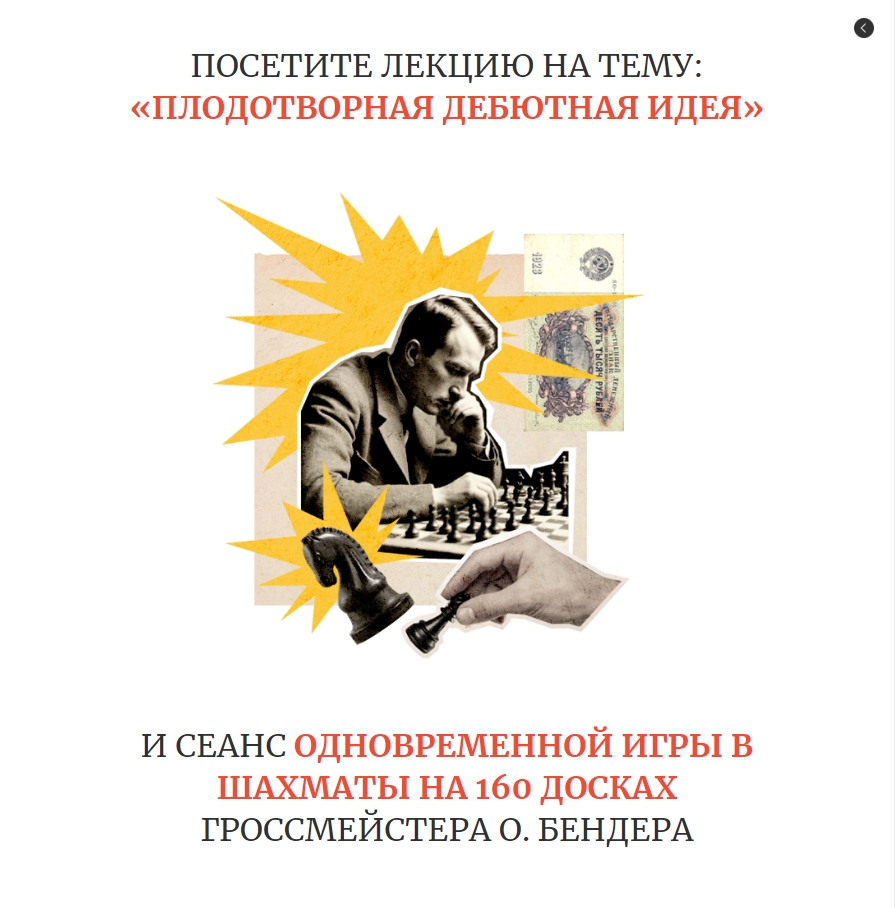 ПОСЕТИТЕ ЛЕКЦИЮ НА ТЕМУ:
«ПЛОДОТВОРНАЯ ДЕБЮТНАЯ ИДЕЯ»
1923
ДЕСЯТЬ ТЫСЯЧ РУБЛЕЙ
И СЕАНС ОДНОВРЕМЕННОЙ ИГРЫ В
ШАХМАТЫ НА 160 ДОСКАХ
ГРОССМЕЙСТЕРА О. БЕНДЕРА